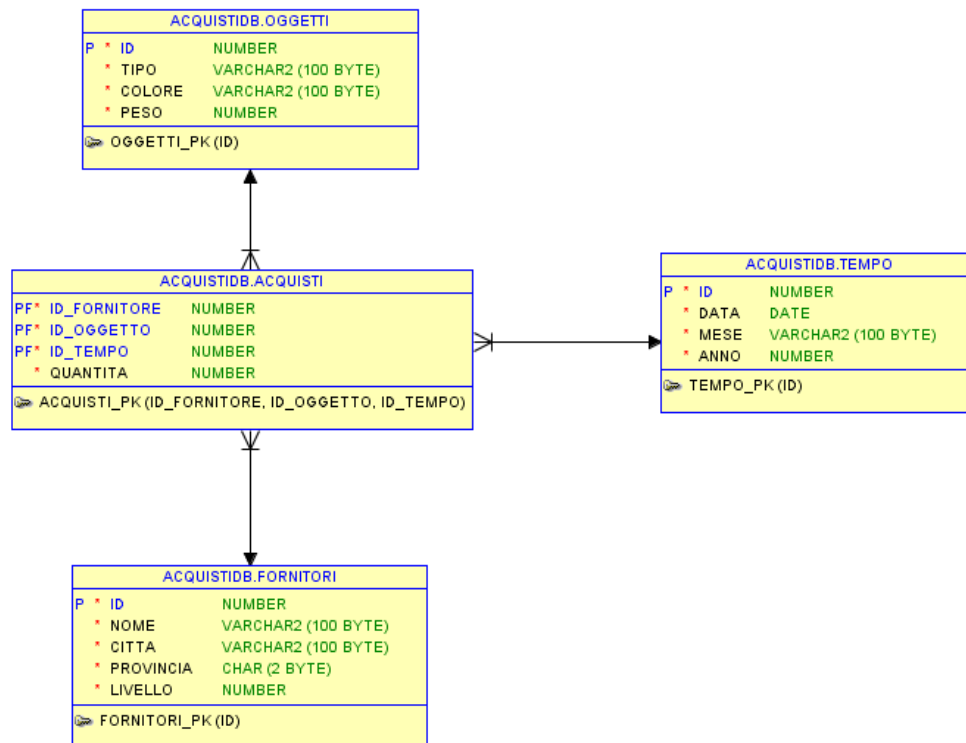 ACQUISTIDB.OGGETTI
P * ID NUMBER
* TIPO VARCHAR2 (100 BYTE)
* COLORE VARCHAR2 (100 BYTE)
* PESO NUMBER
OGGETTI_PK (ID)
ACQUISTIDB.ACQUISTI
PF* ID_FORNITORE NUMBER
PF* ID_OGGETTO NUMBER
PF* ID_TEMPO NUMBER
* QUANTITA NUMBER
ACQUISTI_PK (ID_FORNITORE, ID_OGGETTO, ID_TEMPO)
ACQUISTIDB.TEMPO
P * ID NUMBER
* DATA DATE
* MESE VARCHAR2 (100 BYTE)
* ANNO NUMBER
TEMPO_PK (ID)
ACQUISTIDB.FORNITORI
P * ID NUMBER
* NOME VARCHAR2 (100 BYTE)
* CITTA VARCHAR2 (100 BYTE)
* PROVINCIA CHAR (2 BYTE)
* LIVELLO NUMBER
FORNITORI_PK (ID)